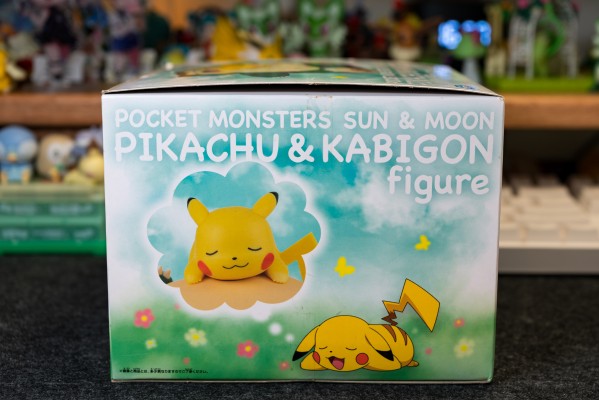 POCKET MONSTERS SUN & MOON
PIKACHU & KABIGON
figure